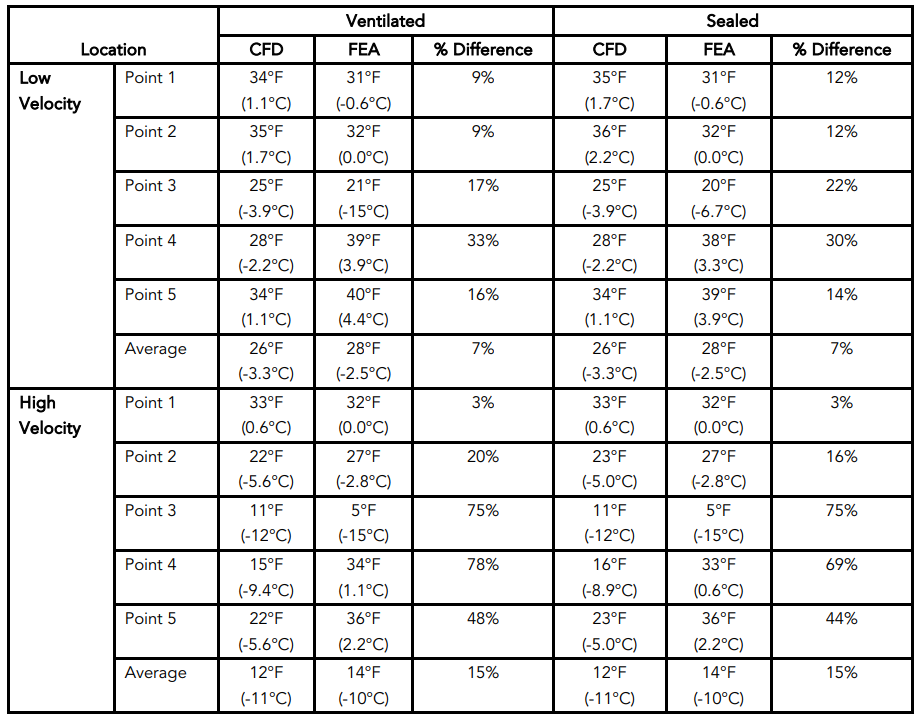 Ventilated Sealed
Location CFD FEA % Difference CFD FEA % Difference
Low Point 1 34°F 31°F 9% 35°F 31°F 12%
Velocity (1.1°C) (-0.6°C) (1.7°C) (-0.6°C)
Point 2 35°F 32°F 9% 36°F 32°F 12%
(1.7°C) (0.0°C) (2.2°C) (0.0°C)
Point 3 25°F 21°F 17% 25°F 20°F 22%
(-3.9°C) (-15°C) (-3.9°C) (-6.7°C)
Point 4 28°F 39°F 33% 28°F 38°F 30%
(-2.2°C) (3.9°C) (-2.2°C) (3.3°C)
Point 5 34°F 40°F 16% 34°F 39°F 14%
(1.1°C) (4.4°C) (1.1°C) (3.9°C)
Average 26°F 28°F 7% 26°F 28°F 7%
(-3.3°C) (-2.5°C) (-3.3°C) (-2.5°C)
High Point 1 33°F 32°F 3% 33°F 32°F 3%
Velocity (0.6°C) (0.0°C) (0.6°C) (0.0°C)
Point 2 22°F 27°F 20% 23°F 27°F 16%
(-5.6°C) (-2.8°C) (-5.0°C) (-2.8°C)
Point 3 11°F 5°F 75% 11°F 5°F 75%
(-12°C) (-15°C) (-12°C) (-15°C)
Point 4 15°F 34°F 78% 16°F 33°F 69%
(-9.4°C) (1.1°C) (-8.9°C) (0.6°C)
Point 5 22°F 36°F 48% 23°F 36°F 44%
(-5.6°C) (2.2°C) (-5.0°C) (2.2°C)
Average 12°F 14°F 15% 12°F 14°F 15%
(-11°C) (-10°C) (-11°C) (-10°C)